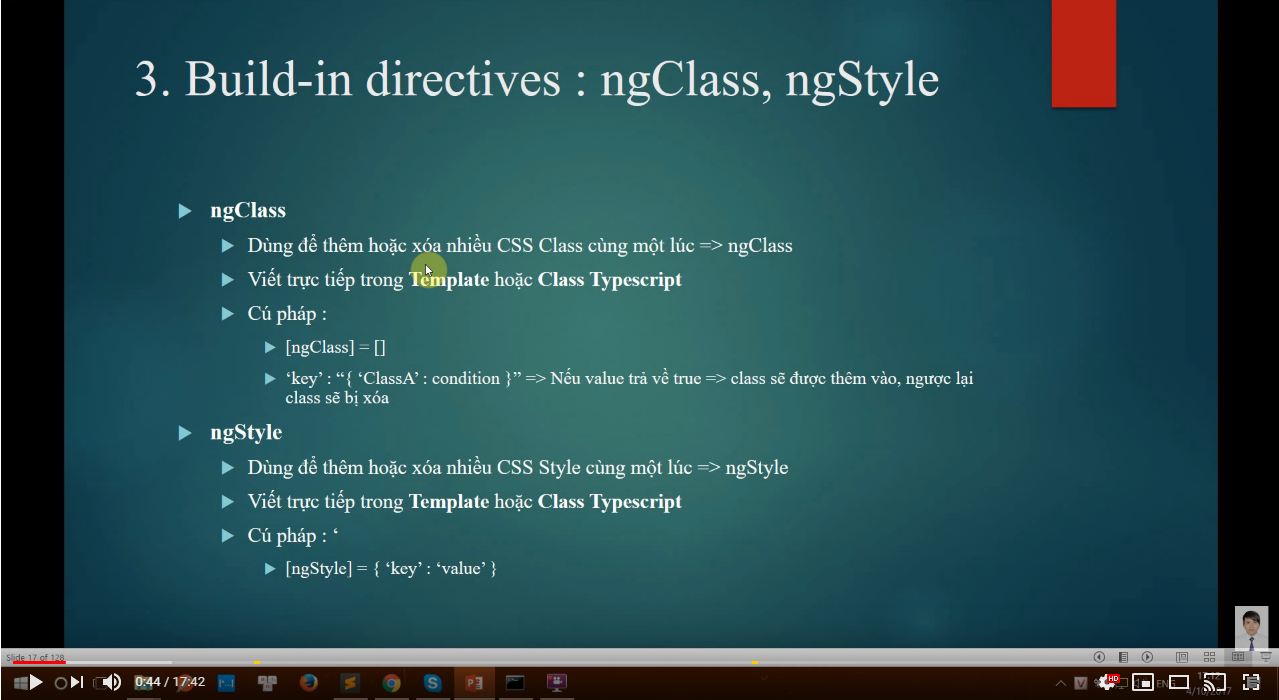 3. Build-in directives : ngClass, ngStyle
ngClass
Dùng để thêm hoặc xóa nhiều CSS Class cùng một lúc => ngClass
Viết trực tiếp trong Template hoặc Class Typescript
Cú pháp :
[ngClass] = []
‘key’ : “{ ‘ClassA’ : condition }” => Nếu value trả về true => class sẽ được thêm vào, ngược lại
class sẽ bị xóa
ngStyle
Dùng để thêm hoặc xóa nhiều CSS Style cùng một lúc => ngStyle
Viết trực tiếp trong Template hoặc Class Typescript
Cú pháp : ‘
[ngStyle] = { ‘key’ : ‘value’ }
Slide 17 of 128
0:44 / 17:42
HD